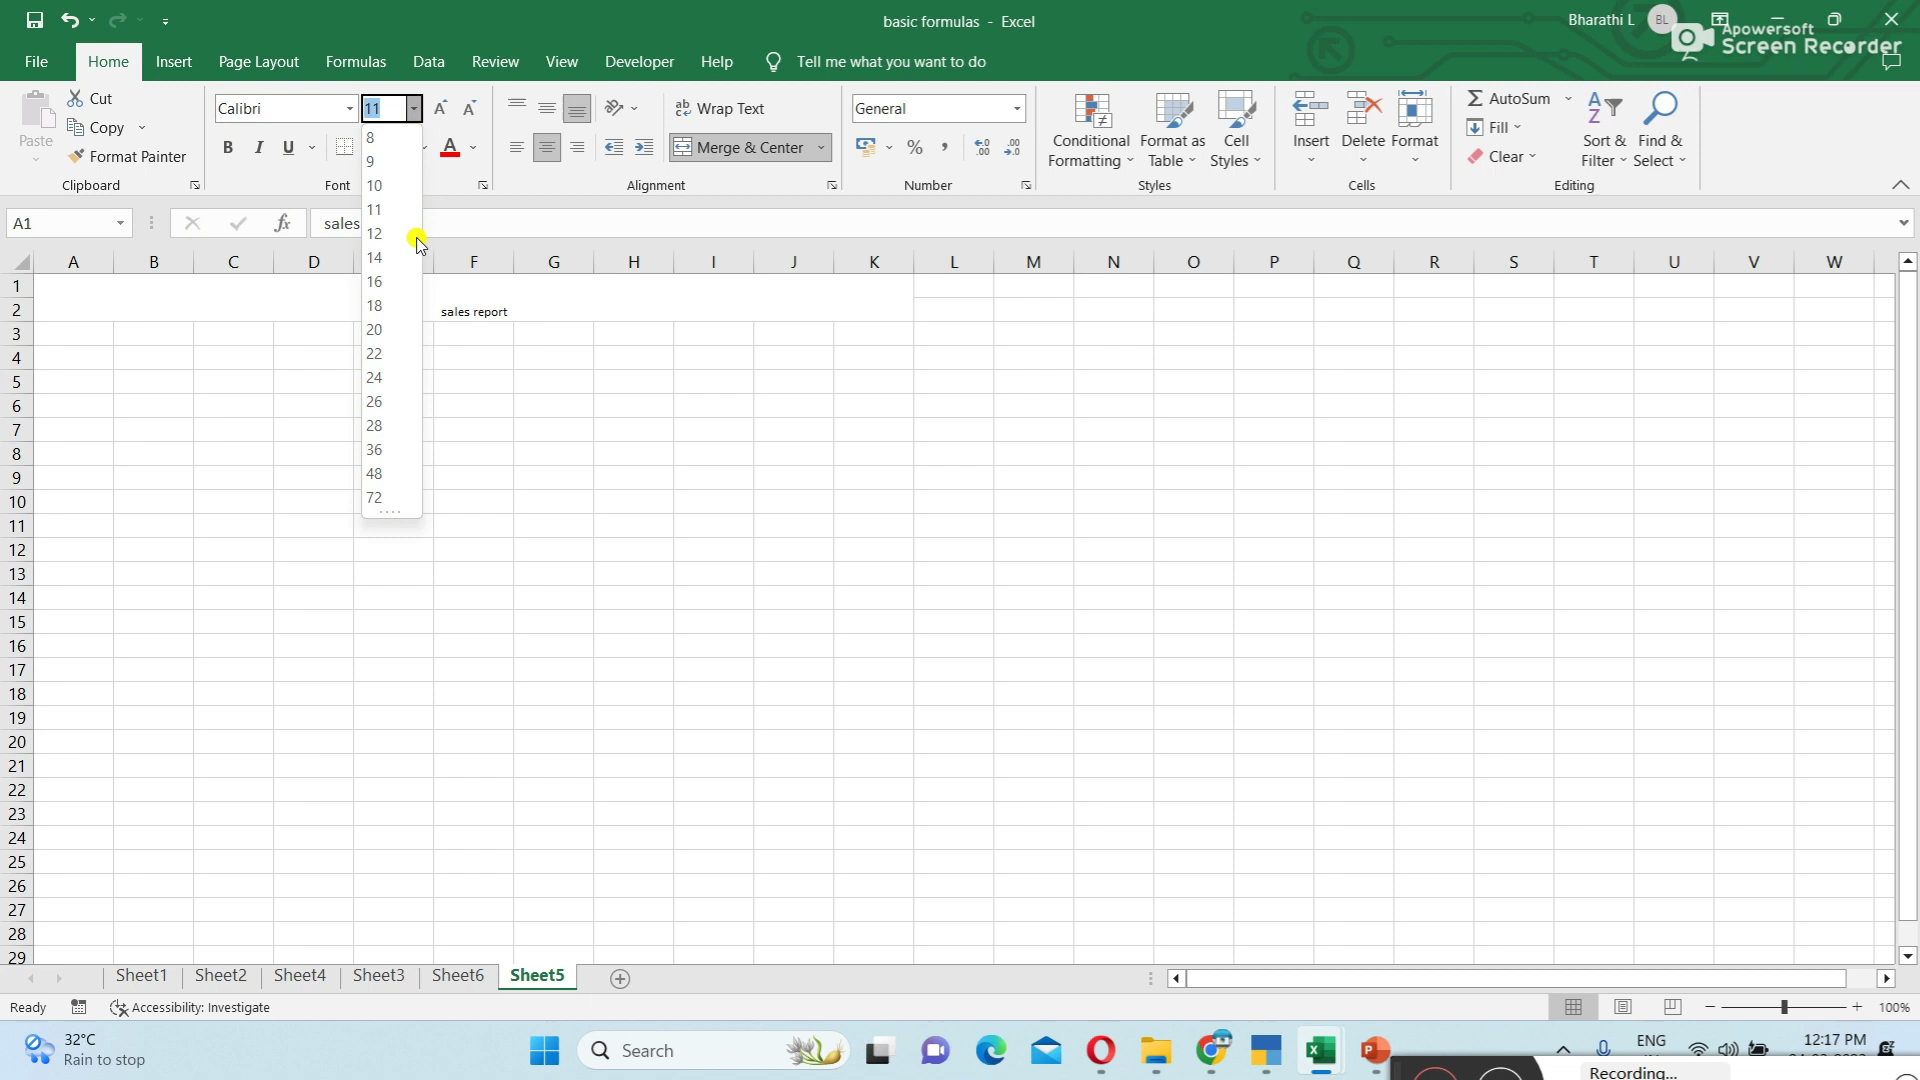 basic formulas - Excel
Bharathi L
BL
Apowersoft
Screen Recorder
File Home Insert Page Layout Formulas Data Review View Developer Help Tell me what you want to do
Paste
Cut
Copy
Format Painter
Clipboard
Calibri
11
B I U A
Font
ab Wrap Text
Merge & Center
Alignment
General
% ,
Number
Conditional
Formatting
Format as
Table
Cell
Styles
Styles
Insert Delete Format
Cells
AutoSum
Fill
Clear
Sort &
Filter
Find &
Select
Editing
8
9
10
11
12
14
16
18
20
22
24
26
28
36
48
72
A1
fx
sales
A B C D F G H I J K L M N O P Q R S T U V W
1
2
sales report
3
4
5
6
7
8
9
10
11
12
13
14
15
16
17
18
19
20
21
22
23
24
25
26
27
28
29
Sheet1 Sheet2 Sheet4 Sheet3 Sheet6 Sheet5
Ready
Accessibility: Investigate
100%
32°C
Rain to stop
Search
ENG
12:17 PM
Recording...